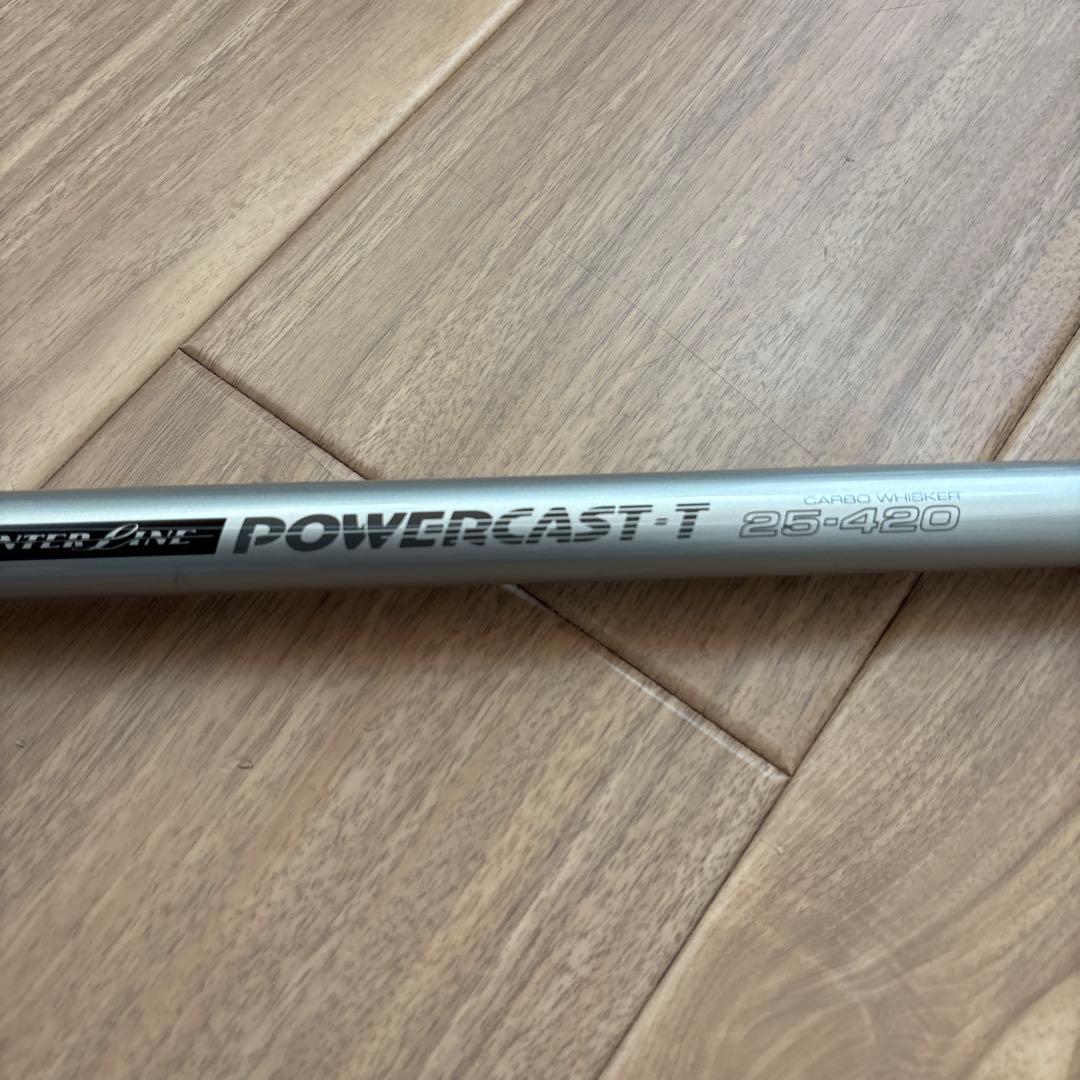 NTER LINE POWERCAST-T CARBO WHISKER
25-420